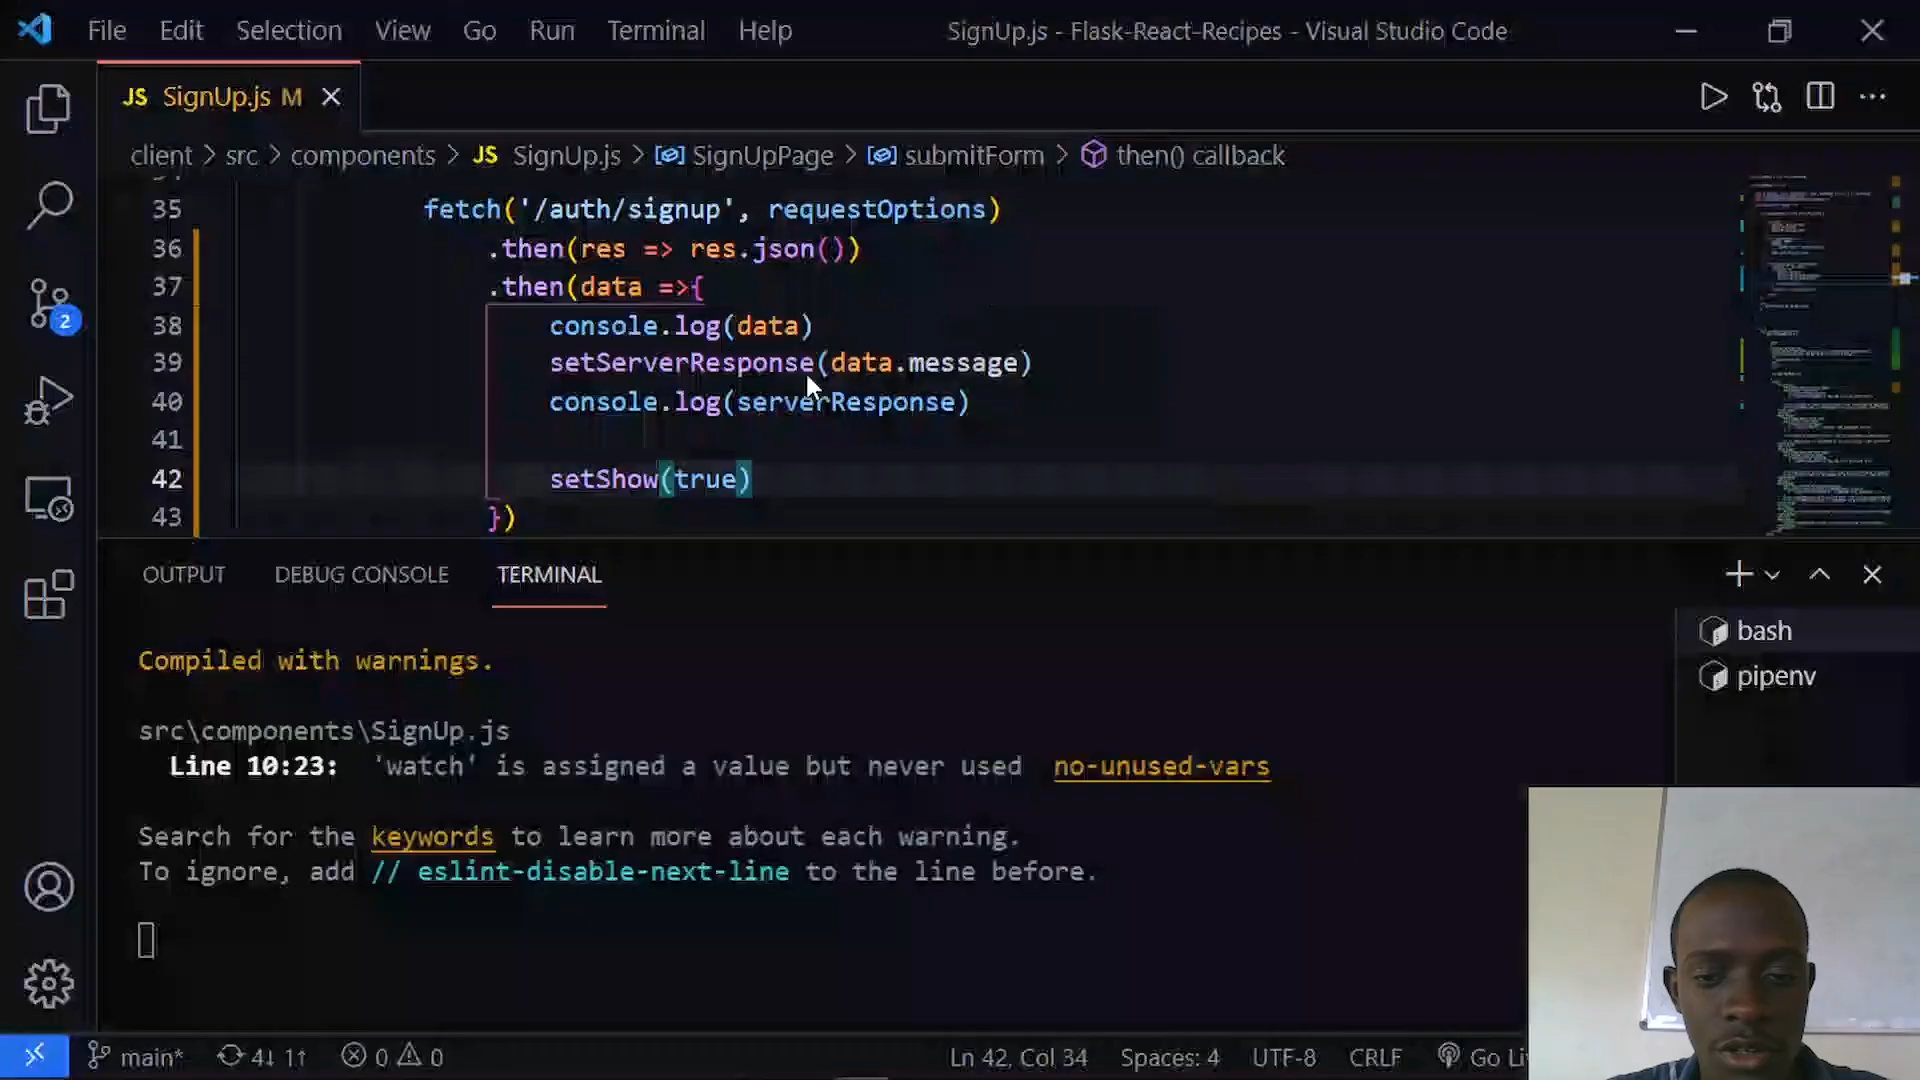 File Edit Selection View Go Run Terminal Help SignUp.js - Flask-React-Recipes - Visual Studio Code
JS SignUp.js M
client > src > components > JS SignUp.js > SignUpPage > submitForm > then() callback
35 fetch('/auth/signup', requestOptions)
36 .then(res => res.json())
37 .then(data =>{
38 console.log(data)
39 setServerResponse(data.message)
40 console.log(serverResponse)
41
42 setShow(true)
43 })
2
OUTPUT DEBUG CONSOLE TERMINAL
bash
pipenv
Compiled with warnings.
src\components\SignUp.js
Line 10:23: 'watch' is assigned a value but never used no-unused-vars
Search for the keywords to learn more about each warning.
To ignore, add // eslint-disable-next-line to the line before.
main* 4↓ 1↑ 0 0 Ln 42, Col 34 Spaces: 4 UTF-8 CRLF Go